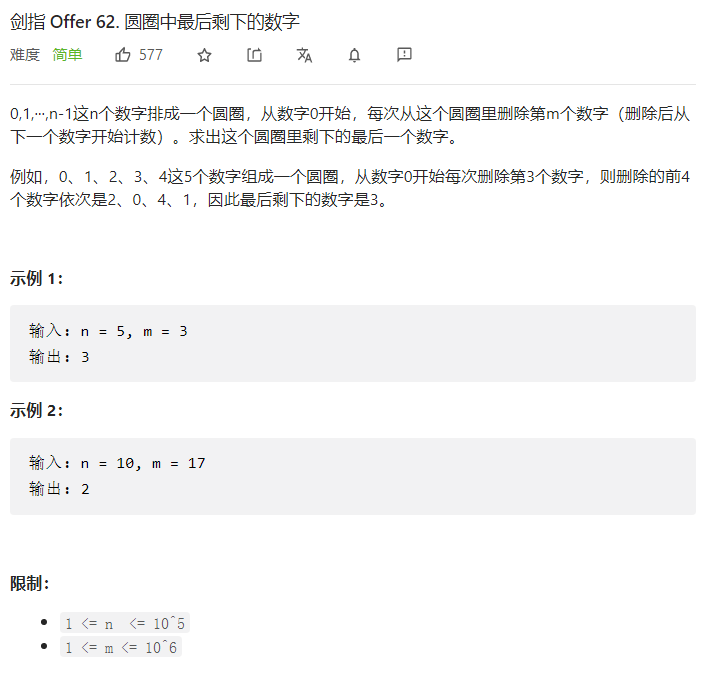 剑指 Offer 62. 圆圈中最后剩下的数字
难度 简单 577
0,1,···,n-1这n个数字排成一个圆圈，从数字0开始，每次从这个圆圈里删除第m个数字（删除后从
下一个数字开始计数）。求出这个圆圈里剩下的最后一个数字。
例如，0、1、2、3、4这5个数字组成一个圆圈，从数字0开始每次删除第3个数字，则删除的前4
个数字依次是2、0、4、1，因此最后剩下的数字是3。
示例 1：
输入: n = 5, m = 3
输出: 3
示例 2：
输入: n = 10, m = 17
输出: 2
限制：
1 <= n  <= 10^5
1 <= m <= 10^6